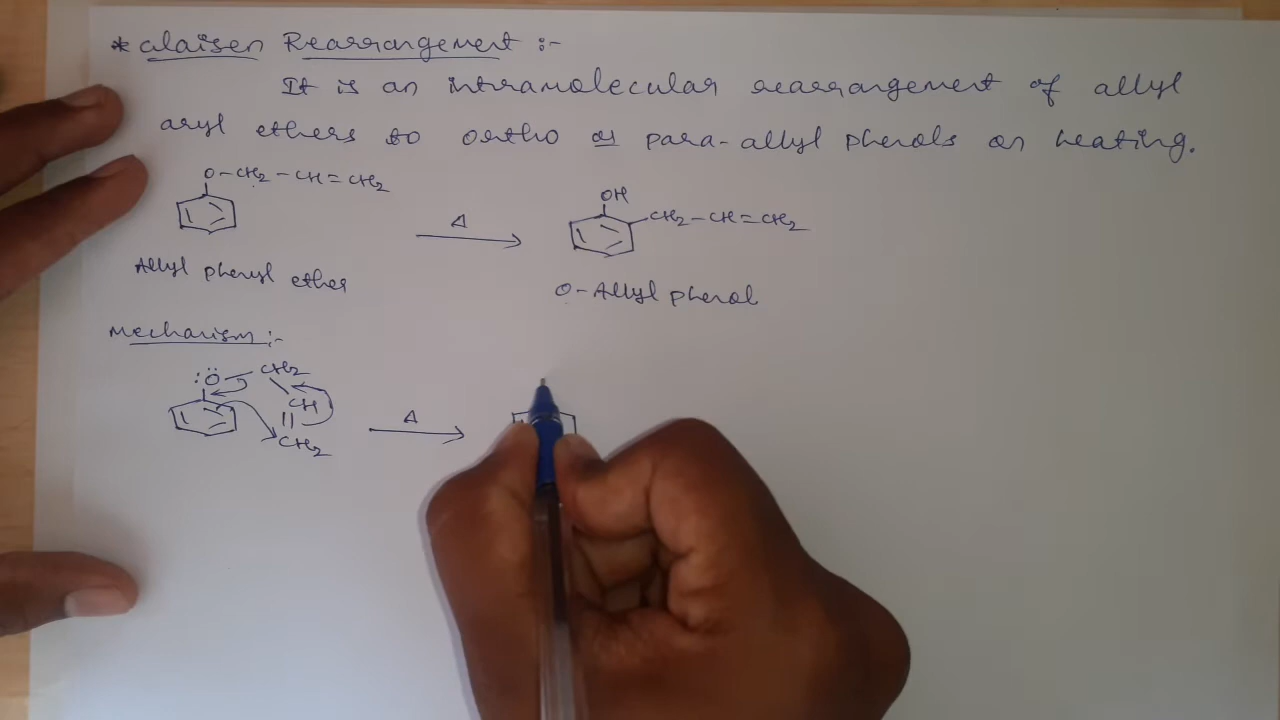 * Claisen Rearrangement :-
It is an intramolecular rearrangement of allyl
aryl ethers to ortho or para-allyl phenols on heating.
O-CH2-CH=CH2
Δ
OH
CH2-CH=CH2
Allyl phenyl ether
O-Allyl phenol
Mechanism :-
:Ö CH2
CH
||
CH2
Δ